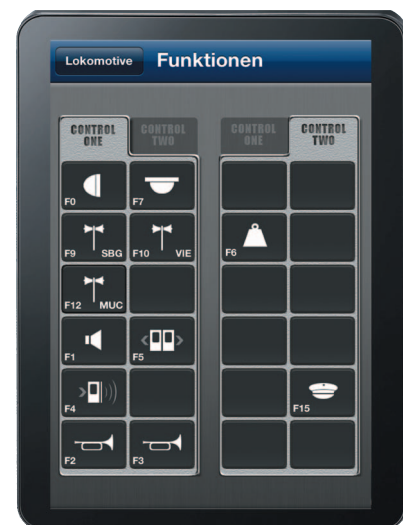 Lokomotive Funktionen
CONTROL ONE CONTROL TWO CONTROL ONE CONTROL TWO
F0 F7
F9 SBG F10 VIE F6
F12 MUC
F1 F5
F4 F15
F2 F3